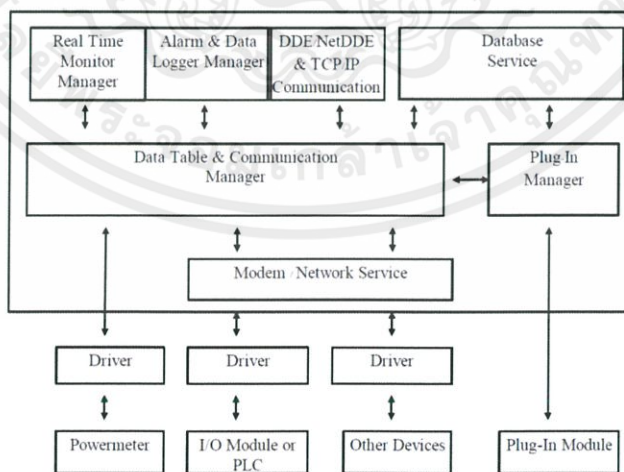 Real Time
Monitor
Manager
Alarm & Data
Logger Manager
DDE/NetDDE
& TCP/IP
Communication
Database
Service
Data Table & Communication
Manager
Plug-In
Manager
Modem / Network Service
Driver
Driver
Driver
Powermeter
I/O Module or
PLC
Other Devices
Plug-In Module